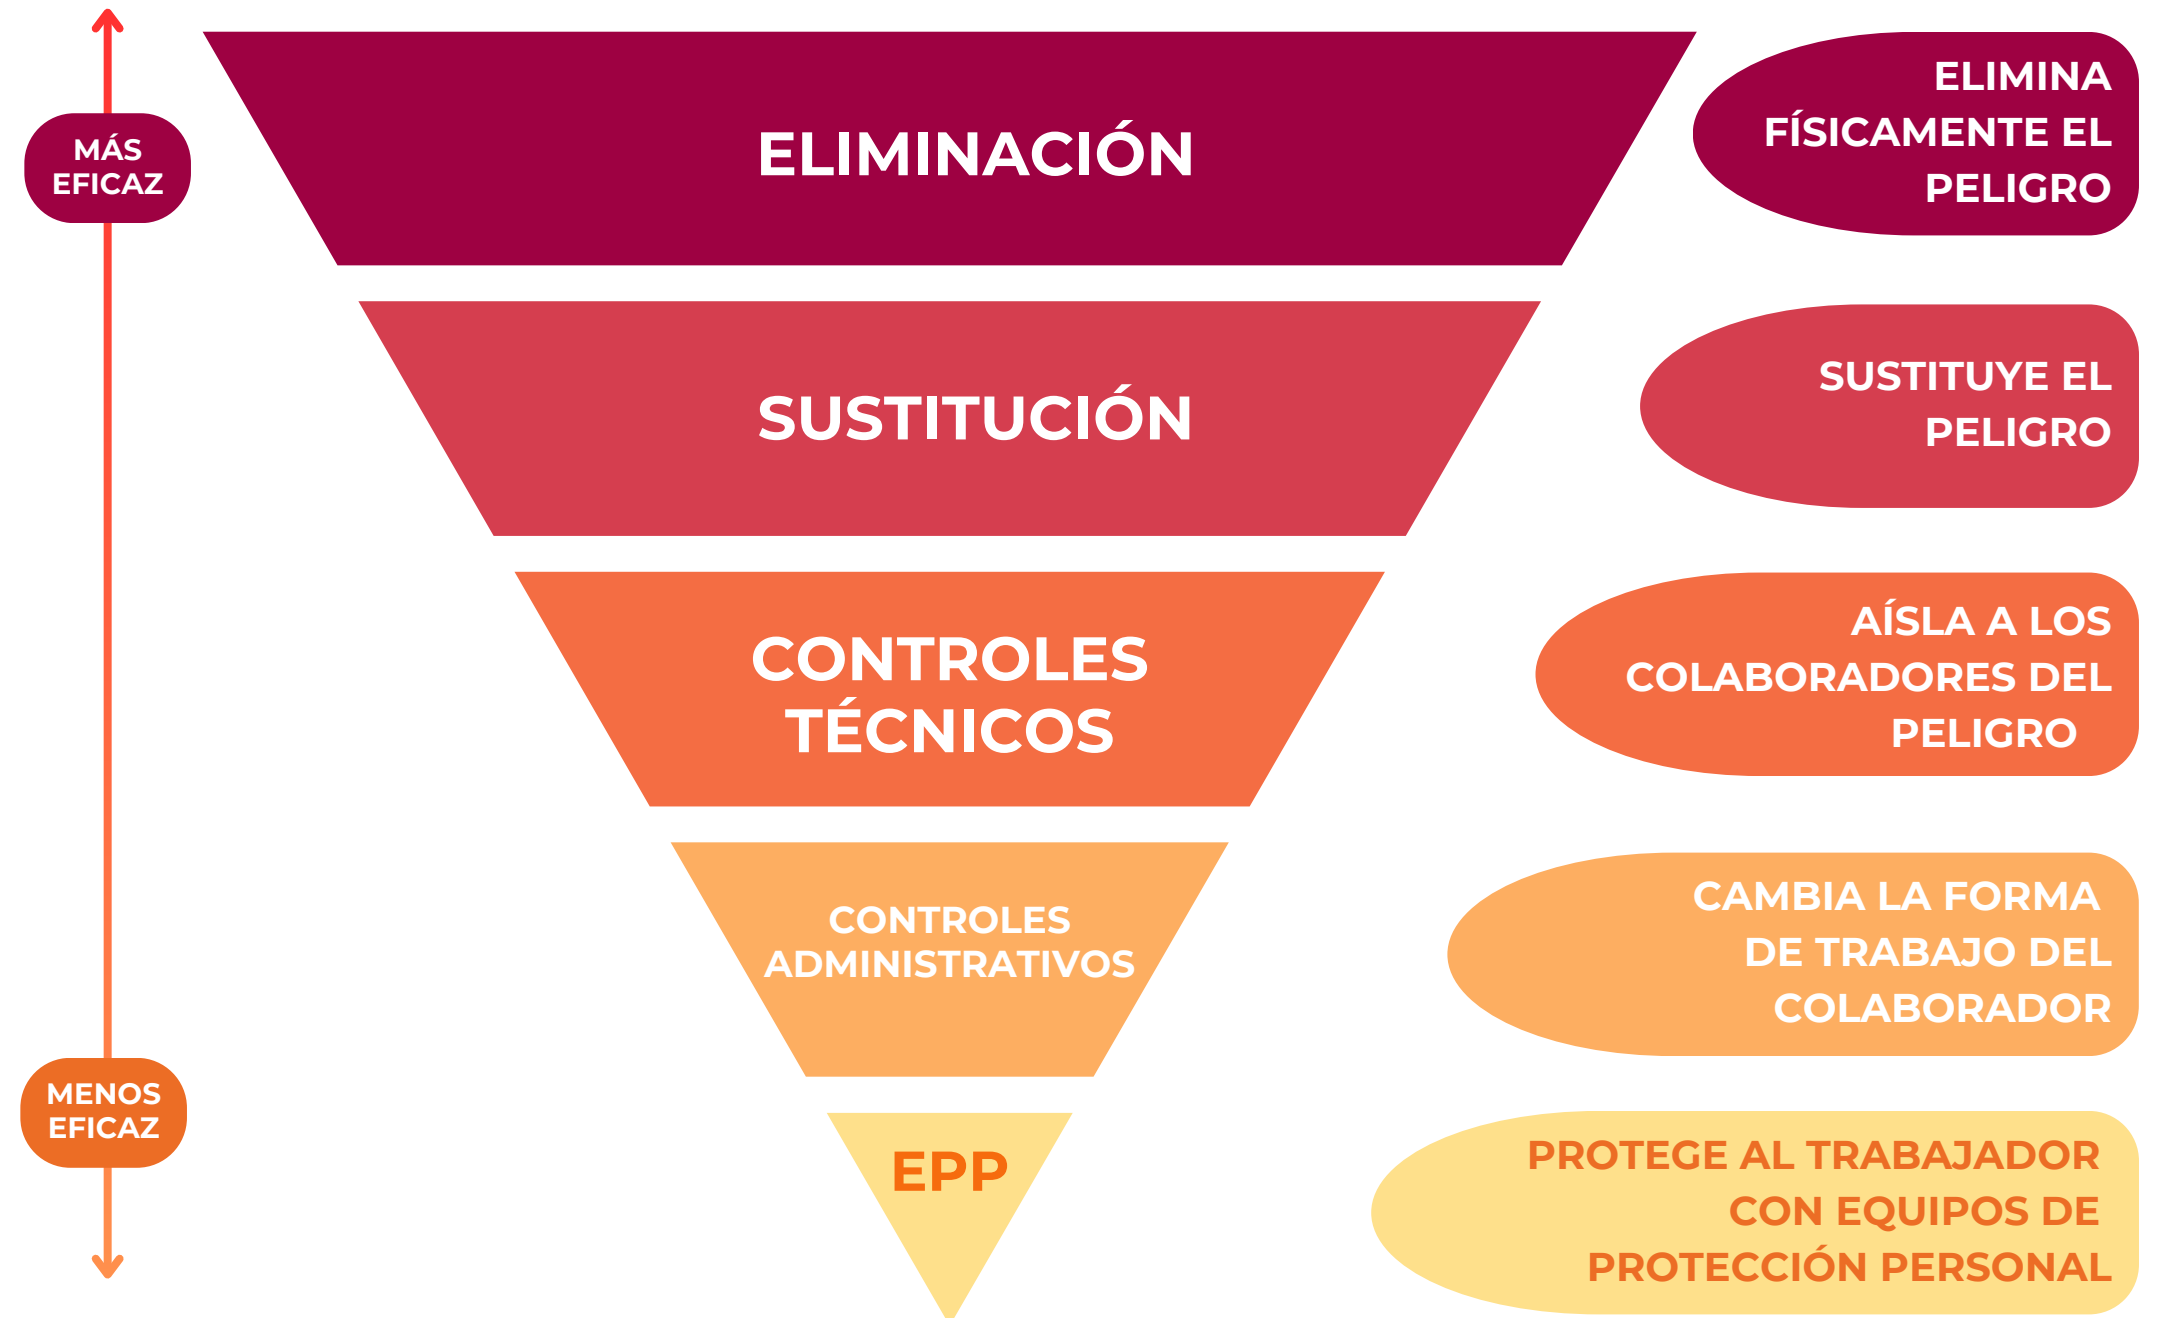 MÁS
EFICAZ
ELIMINACIÓN
ELIMINA
FÍSICAMENTE EL
PELIGRO
SUSTITUCIÓN
SUSTITUYE EL
PELIGRO
CONTROLES
TÉCNICOS
AÍSLA A LOS
COLABORADORES DEL
PELIGRO
CONTROLES
ADMINISTRATIVOS
CAMBIA LA FORMA
DE TRABAJO DEL
COLABORADOR
MENOS
EFICAZ
EPP
PROTEGE AL TRABAJADOR
CON EQUIPOS DE
PROTECCIÓN PERSONAL